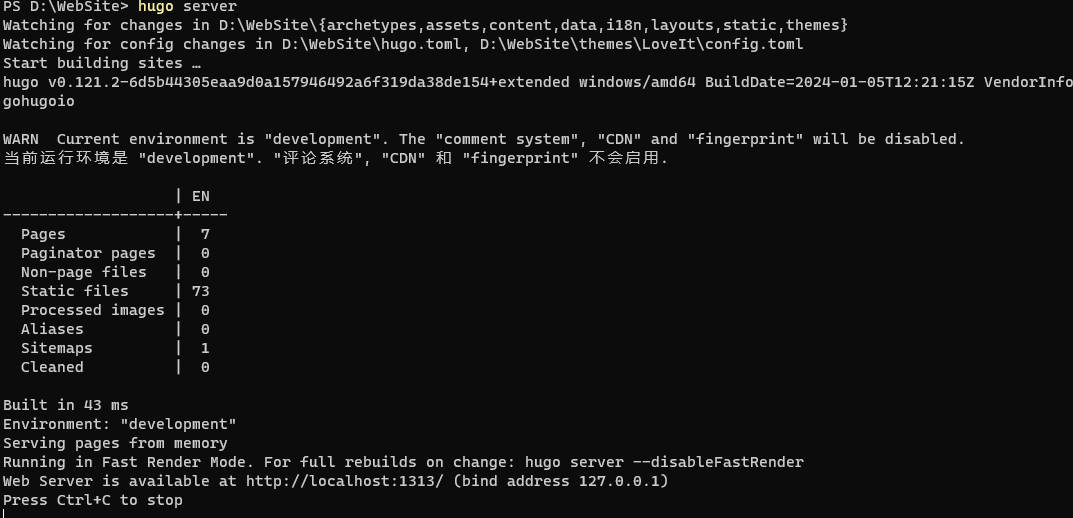 PS D:\WebSite> hugo server
Watching for changes in D:\WebSite\{archetypes,assets,content,data,i18n,layouts,static,themes}
Watching for config changes in D:\WebSite\hugo.toml, D:\WebSite\themes\LoveIt\config.toml
Start building sites …
hugo v0.121.2-6d5b44305eaa9d0a157946492a6f319da38de154+extended windows/amd64 BuildDate=2024-01-05T12:21:15Z VendorInfo
gohugoio
WARN  Current environment is "development". The "comment system", "CDN" and "fingerprint" will be disabled.
当前运行环境是 "development". "评论系统", "CDN" 和 "fingerprint" 不会启用.
                   | EN
-------------------+-----
  Pages            |  7
  Paginator pages  |  0
  Non-page files   |  0
  Static files     | 73
  Processed images |  0
  Aliases          |  0
  Sitemaps         |  1
  Cleaned          |  0
Built in 43 ms
Environment: "development"
Serving pages from memory
Running in Fast Render Mode. For full rebuilds on change: hugo server --disableFastRender
Web Server is available at http://localhost:1313/ (bind address 127.0.0.1)
Press Ctrl+C to stop